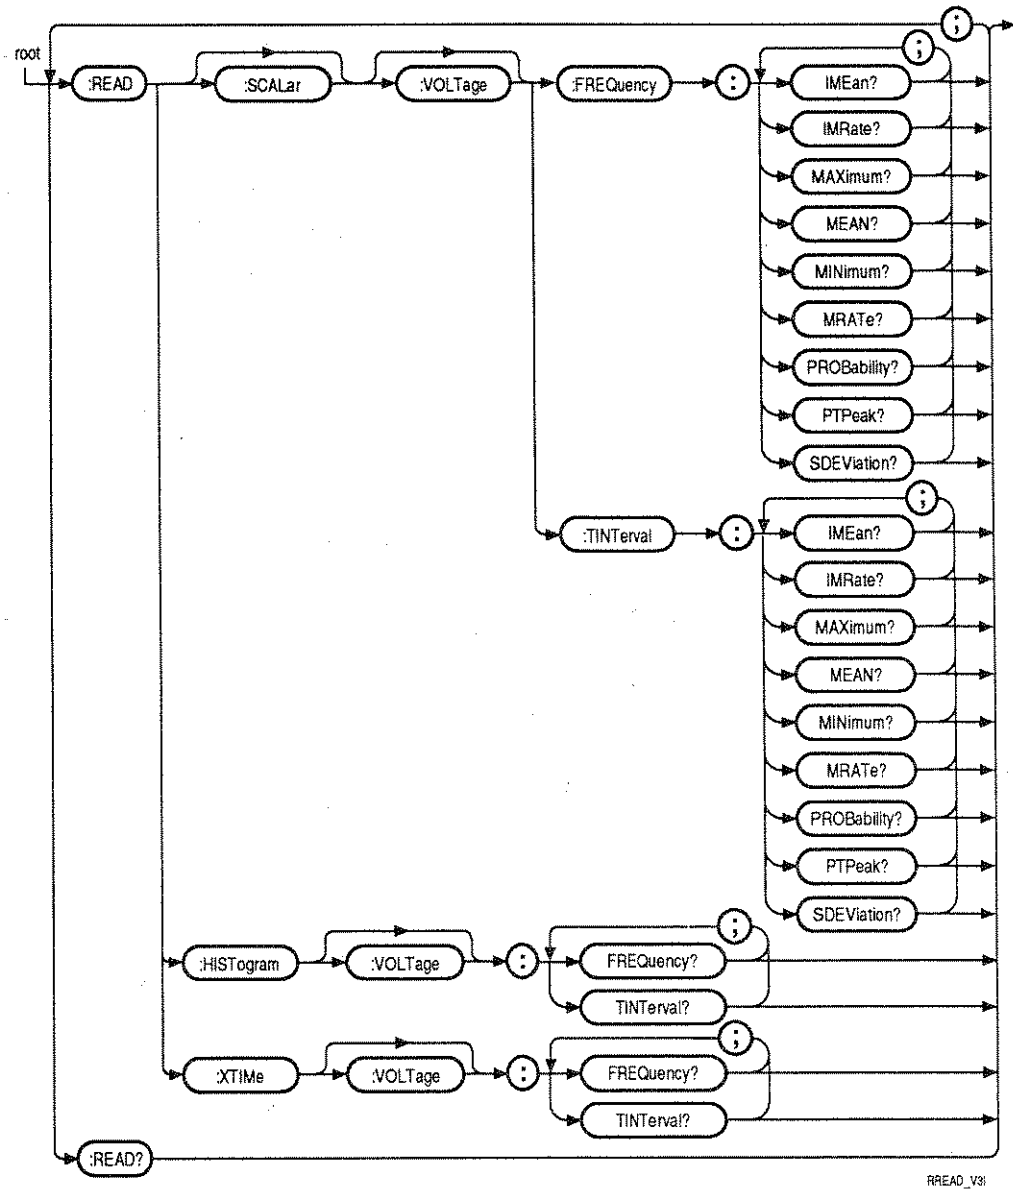 ;
root
:READ
:SCALar
:VOLTage
:FREQuency
:
;
IMEan?
IMRate?
MAXimum?
MEAN?
MINimum?
MRATe?
PROBability?
PTPeak?
SDEViation?
:TINTerval
:
;
IMEan?
IMRate?
MAXimum?
MEAN?
MINimum?
MRATe?
PROBability?
PTPeak?
SDEViation?
:HISTogram
:VOLTage
:
;
FREQuency?
TINTerval?
:XTIMe
:VOLTage
:
;
FREQuency?
TINTerval?
:READ?
RREAD_V3I